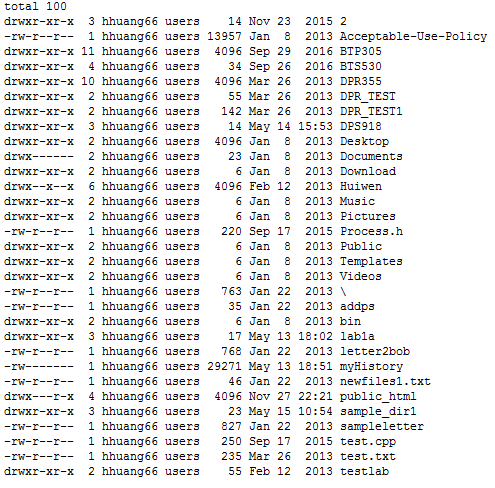 total 100
drwxr-xr-x 3 hhuang66 users 14 Nov 23 2015 2
-rw-r--r-- 1 hhuang66 users 13957 Jan 8 2013 Acceptable-Use-Policy
drwxr-xr-x 11 hhuang66 users 4096 Sep 29 2016 BTP305
drwxr-xr-x 4 hhuang66 users 34 Sep 26 2016 BTS530
drwxr-xr-x 10 hhuang66 users 4096 Mar 26 2013 DPR355
drwxr-xr-x 2 hhuang66 users 55 Mar 26 2013 DPR_TEST
drwxr-xr-x 2 hhuang66 users 142 Mar 26 2013 DPR_TEST1
drwxr-xr-x 3 hhuang66 users 14 May 14 15:53 DPS918
drwxr-xr-x 2 hhuang66 users 4096 Jan 8 2013 Desktop
drwx------ 2 hhuang66 users 23 Jan 8 2013 Documents
drwxr-xr-x 2 hhuang66 users 6 Jan 8 2013 Download
drwx--x--x 6 hhuang66 users 4096 Feb 12 2013 Huiwen
drwxr-xr-x 2 hhuang66 users 6 Jan 8 2013 Music
drwxr-xr-x 2 hhuang66 users 6 Jan 8 2013 Pictures
-rw-r--r-- 1 hhuang66 users 220 Sep 17 2015 Process.h
drwxr-xr-x 2 hhuang66 users 6 Jan 8 2013 Public
drwxr-xr-x 2 hhuang66 users 6 Jan 8 2013 Templates
drwxr-xr-x 2 hhuang66 users 6 Jan 8 2013 Videos
-rw-r--r-- 1 hhuang66 users 763 Jan 22 2013 \
-rw-r--r-- 1 hhuang66 users 35 Jan 22 2013 addps
drwxr-xr-x 2 hhuang66 users 6 Jan 8 2013 bin
drwxr-xr-x 3 hhuang66 users 17 May 13 18:02 lab1a
-rw-r--r-- 1 hhuang66 users 768 Jan 22 2013 letter2bob
-rw------- 1 hhuang66 users 29271 May 13 18:51 myHistory
-rw-r--r-- 1 hhuang66 users 46 Jan 22 2013 newfiles1.txt
drwx---r-x 4 hhuang66 users 4096 Nov 27 22:21 public_html
drwxr-xr-x 3 hhuang66 users 23 May 15 10:54 sample_dir1
-rw-r--r-- 1 hhuang66 users 827 Jan 22 2013 sampleletter
-rw-r--r-- 1 hhuang66 users 250 Sep 17 2015 test.cpp
-rw-r--r-- 1 hhuang66 users 235 Mar 26 2013 test.txt
drwxr-xr-x 2 hhuang66 users 55 Feb 12 2013 testlab